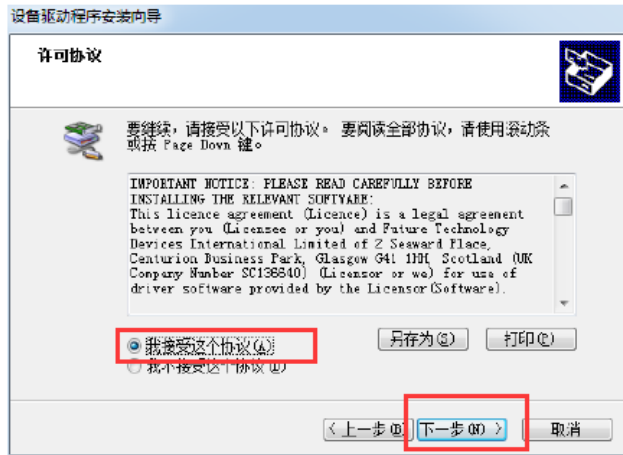 设备驱动程序安装向导
许可协议
要继续，请接受以下许可协议。 要阅读全部协议，请使用滚动条
或按 Page Down 键。
IMPORTANT NOTICE: PLEASE READ CAREFULLY BEFORE
INSTALLING THE RELEVANT SOFTWARE:
This licence agreement (Licence) is a legal agreement
between you (Licensee or you) and Future Technology
Devices International Limited of 2 Seaward Place,
Centurion Business Park, Glasgow G41 1HH, Scotland (UK
Company Number SC136640) (Licensor or we) for use of
driver software provided by the Licensor(Software).
我接受这个协议(A)
另存为(S) 打印(P)
我不接受这个协议(D)
< 上一步(B) 下一步(N) > 取消